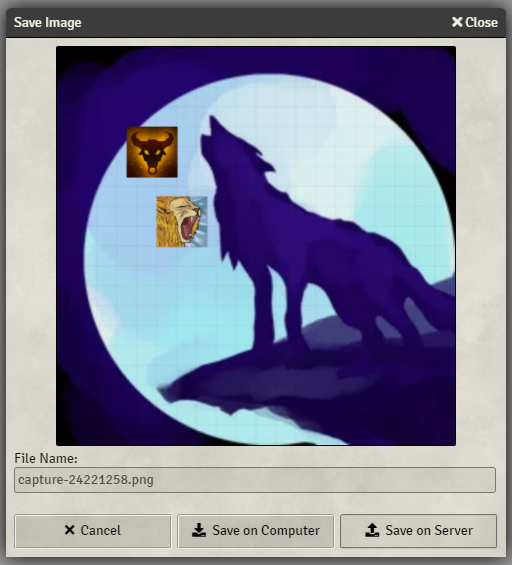 Save Image
Close
File Name:
capture-24221258.png
Cancel
Save on Computer
Save on Server